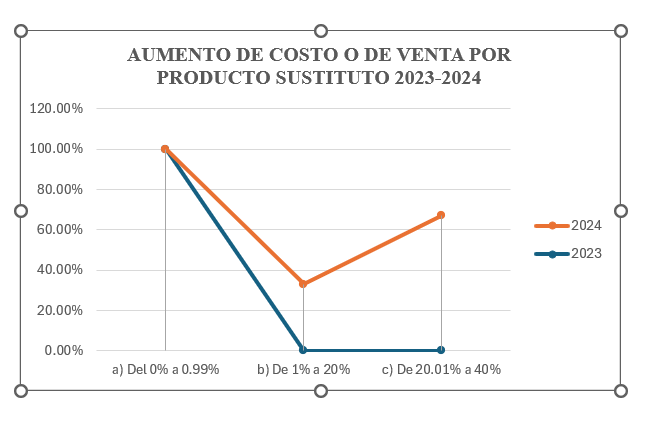 AUMENTO DE COSTO O DE VENTA POR
PRODUCTO SUSTITUTO 2023-2024
120.00%
100.00%
80.00%
60.00%
40.00%
20.00%
0.00%
a) Del 0% a 0.99%
b) De 1% a 20%
c) De 20.01% a 40%
2024
2023